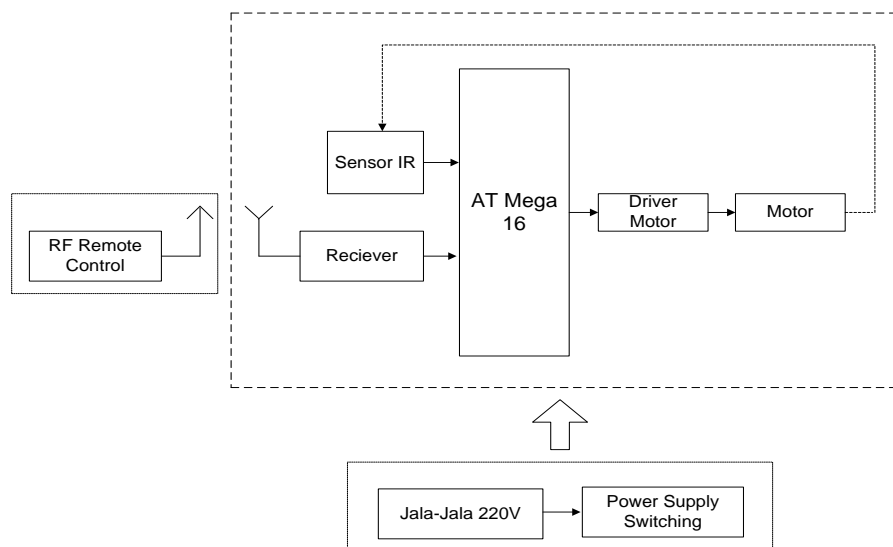 Sensor IR
AT Mega
16
Driver
Motor
Motor
RF Remote
Control
Reciever
Jala-Jala 220V
Power Supply
Switching